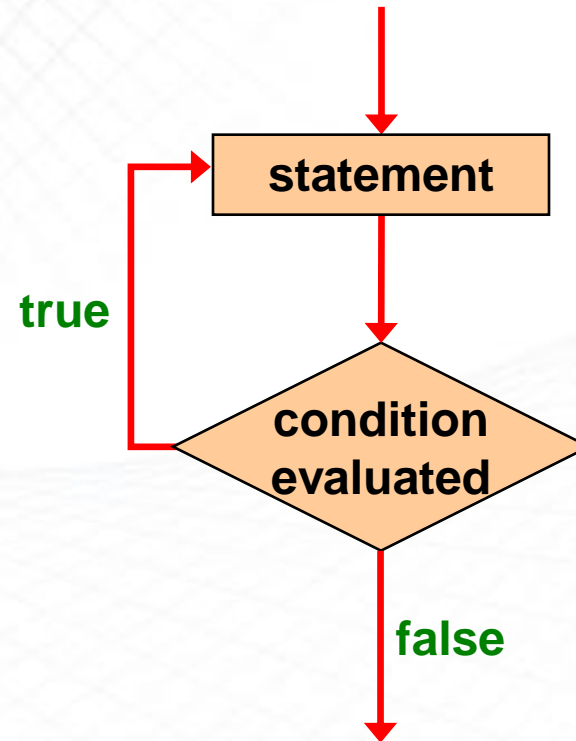 statement
true
condition
evaluated
false